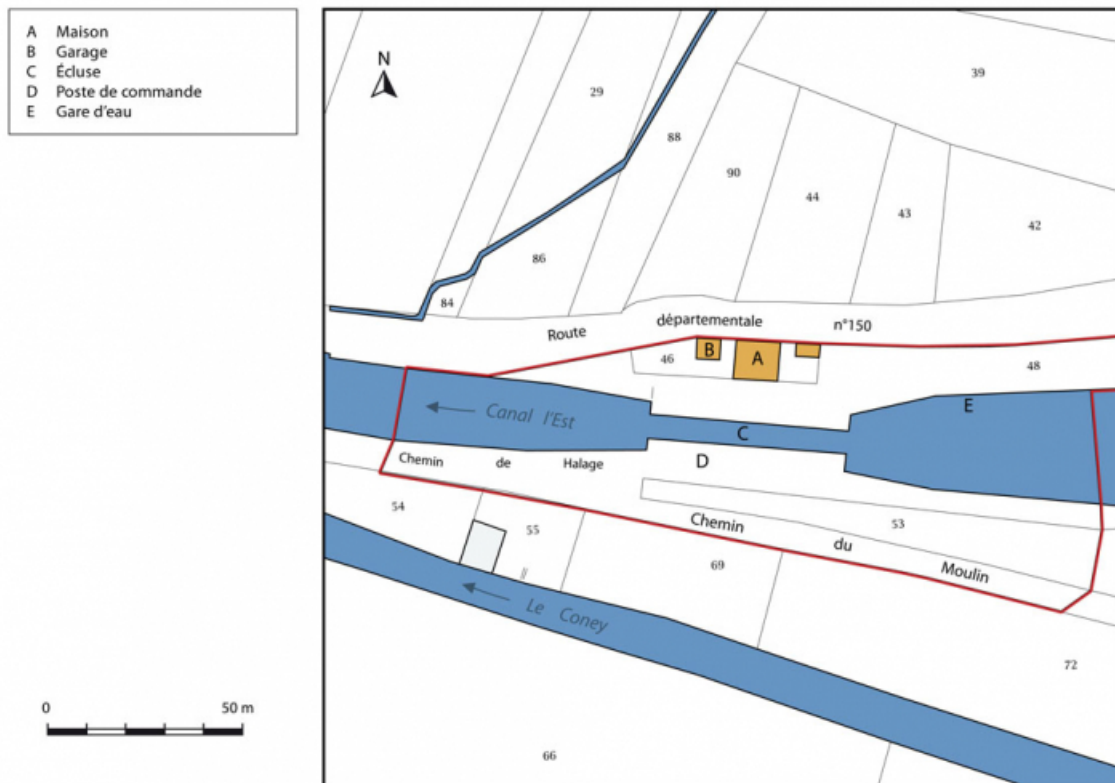 A Maison
B Garage
C Écluse
D Poste de commande
E Gare d'eau
N
39
29
88
90
44
43
42
86
84
Route départementale n°150
46
B
A
48
E
Canal l'Est
C
Chemin de Halage
D
54
55
53
Chemin du Moulin
69
Le Coney
72
66
0 50 m